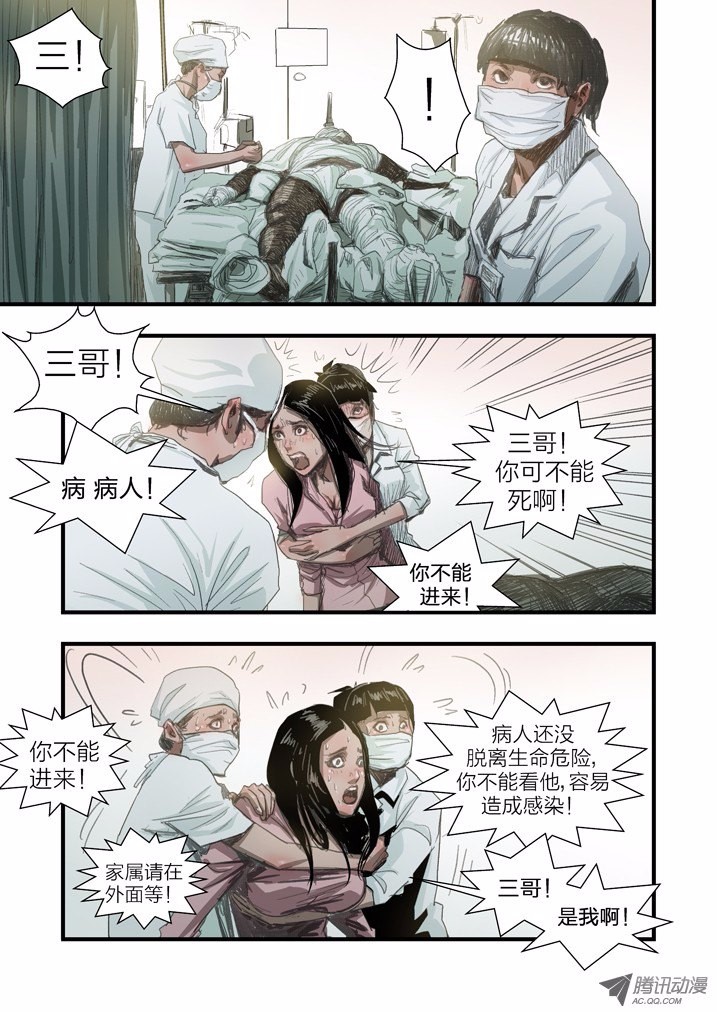 三！
！
三哥！
病 病人！
三哥！
你可不能
死啊！
你不能
进来！
你不能
进来！
病人还没
脱离生命危险，
你不能看他，容易
造成感染！
家属请在
外面等！
三哥！
是我啊！
腾讯动漫
AC.QQ.COM